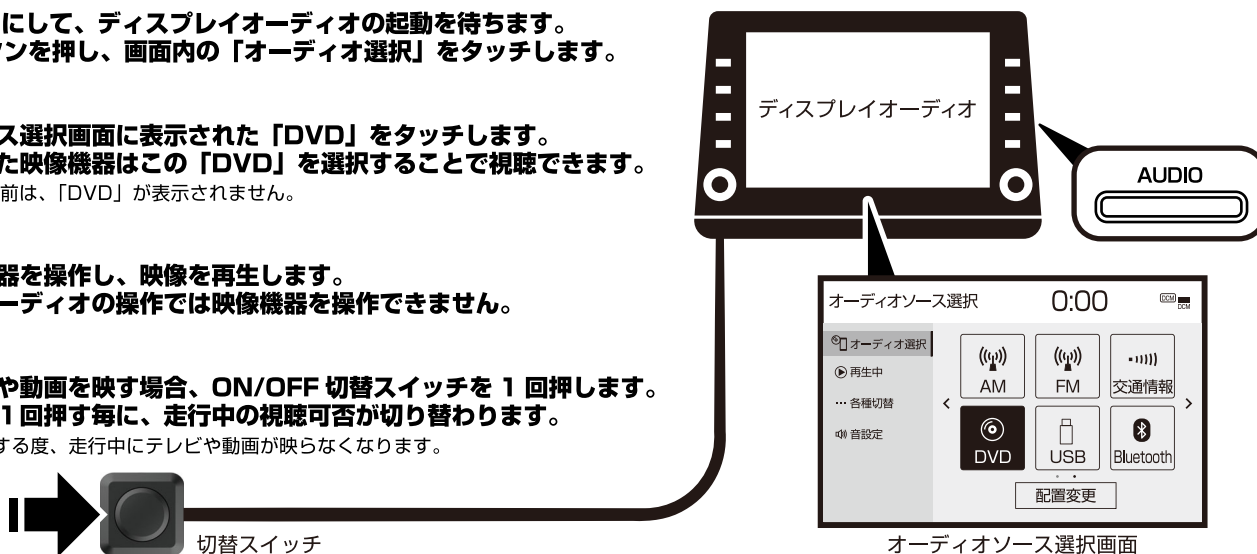 にして、ディスプレイオーディオの起動を待ちます。
ンを押し、画面内の「オーディオ選択」をタッチします。
ス選択画面に表示された「DVD」をタッチします。
た映像機器はこの「DVD」を選択することで視聴できます。
前は、「DVD」が表示されません。
器を操作し、映像を再生します。
ーディオの操作では映像機器を操作できません。
や動画を映す場合、ON/OFF 切替スイッチを 1 回押します。
1 回押す毎に、走行中の視聴可否が切り替わります。
する度、走行中にテレビや動画が映らなくなります。
切替スイッチ
ディスプレイオーディオ
AUDIO
オーディオソース選択 0:00 DCM DCM
オーディオ選択
再生中
各種切替
音設定
AM FM 交通情報
DVD USB Bluetooth
配置変更
オーディオソース選択画面